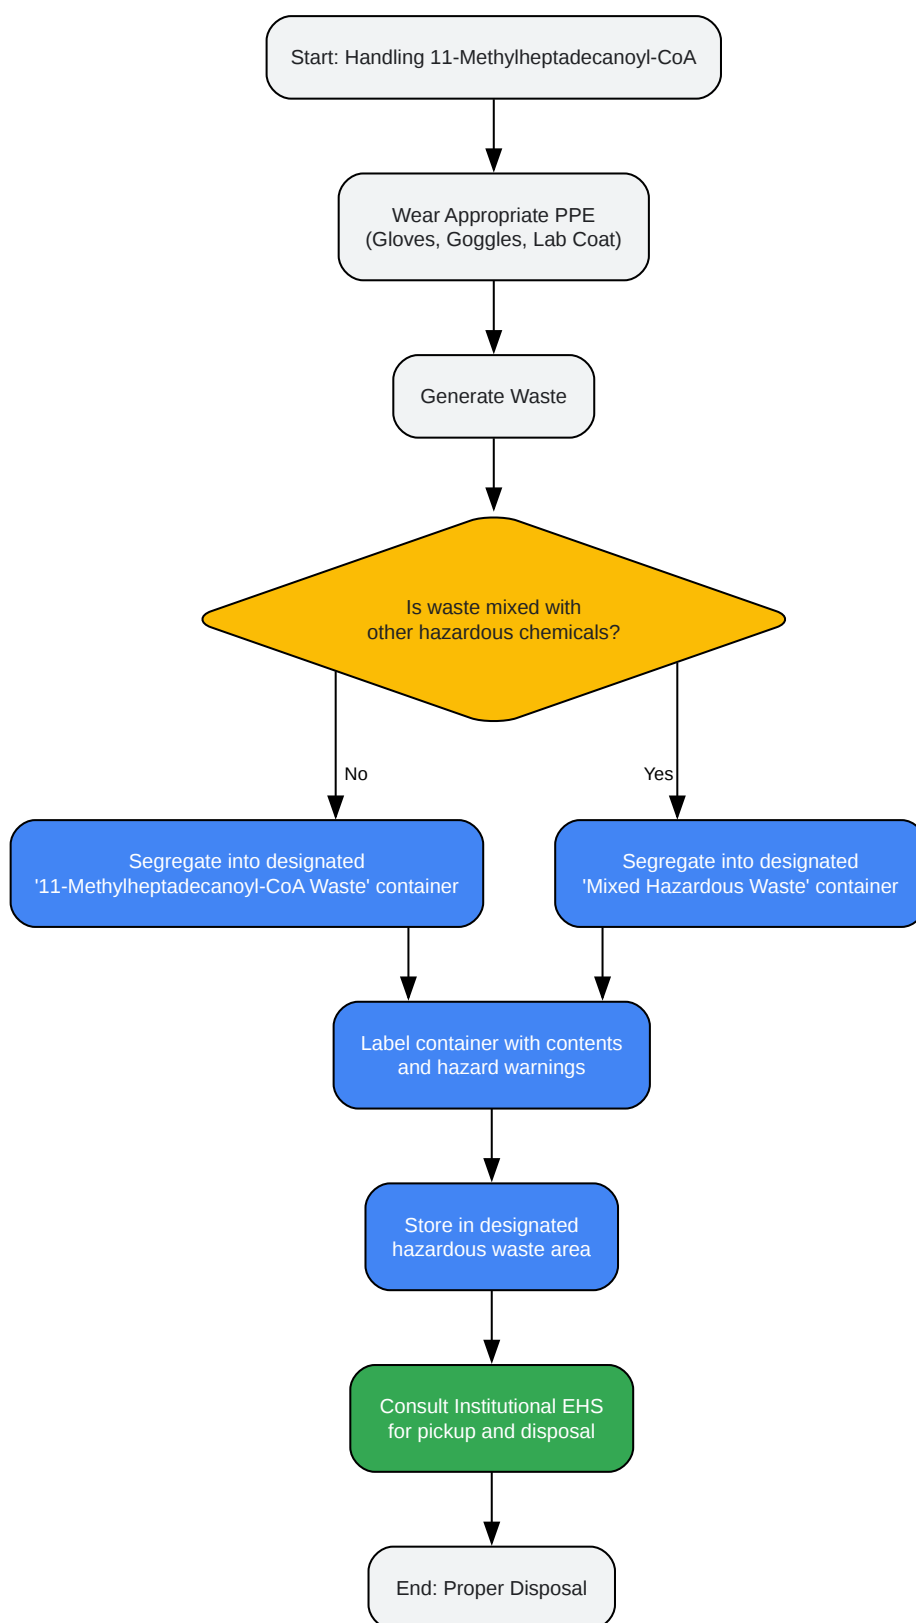 Start: Handling 11-Methylheptadecanoyl-CoA
Wear Appropriate PPE
(Gloves, Goggles, Lab Coat)
Generate Waste
Is waste mixed with
other hazardous chemicals?
No
Yes
Segregate into designated
'11-Methylheptadecanoyl-CoA Waste' container
Segregate into designated
'Mixed Hazardous Waste' container
Label container with contents
and hazard warnings
Store in designated
hazardous waste area
Consult Institutional EHS
for pickup and disposal
End: Proper Disposal